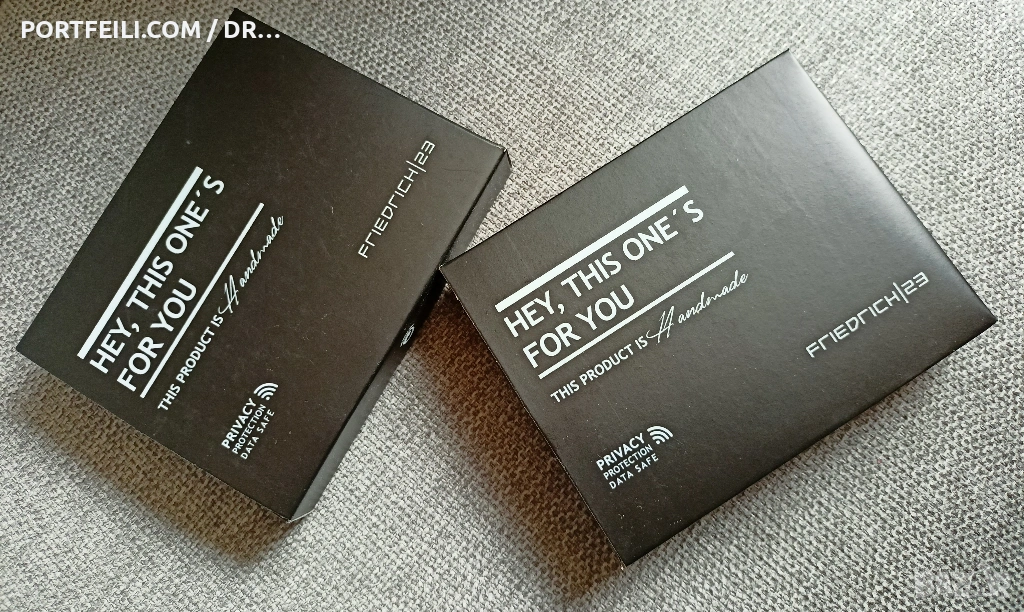 PORTFEILI.COM / DR...
HEY, THIS ONE´S
FOR YOU
THIS PRODUCT IS Handmade
PRIVACY
PROTECTION
DATA SAFE
FRIEDRICH|23
HEY, THIS ONE´S
FOR YOU
THIS PRODUCT IS Handmade
PRIVACY
PROTECTION
DATA SAFE
FRIEDRICH|23